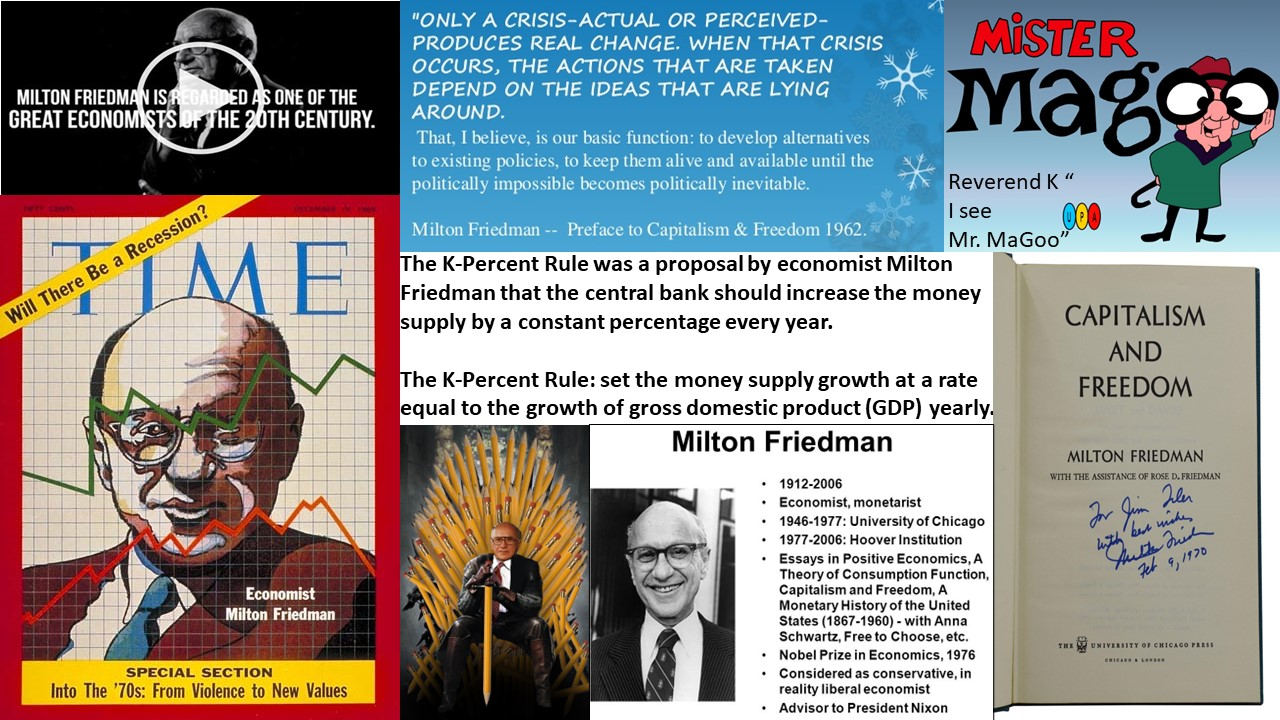 MILTON FRIEDMAN IS REGARDED AS ONE OF THE
GREAT ECONOMISTS OF THE 20TH CENTURY.
"ONLY A CRISIS-ACTUAL OR PERCEIVED-
PRODUCES REAL CHANGE. WHEN THAT CRISIS
OCCURS, THE ACTIONS THAT ARE TAKEN
DEPEND ON THE IDEAS THAT ARE LYING
AROUND.
That, I believe, is our basic function: to develop alternatives
to existing policies, to keep them alive and available until the
politically impossible becomes politically inevitable.
Milton Friedman -- Preface to Capitalism & Freedom 1962.
MiSTER
Magoo
Reverend K “
I see
Mr. MaGoo”
UPA
FIFTY CENTS
DECEMBER 19, 1969
Will There Be a Recession?
TIME
Economist
Milton Friedman
SPECIAL SECTION
Into The '70s: From Violence to New Values
The K-Percent Rule was a proposal by economist Milton
Friedman that the central bank should increase the money
supply by a constant percentage every year.
The K-Percent Rule: set the money supply growth at a rate
equal to the growth of gross domestic product (GDP) yearly.
Milton Friedman
• 1912-2006
• Economist, monetarist
• 1946-1977: University of Chicago
• 1977-2006: Hoover Institution
• Essays in Positive Economics, A
Theory of Consumption Function,
Capitalism and Freedom, A
Monetary History of the United
States (1867-1960) - with Anna
Schwartz, Free to Choose, etc.
• Nobel Prize in Economics, 1976
• Considered as conservative, in
reality liberal economist
• Advisor to President Nixon
CAPITALISM
AND
FREEDOM
MILTON FRIEDMAN
WITH THE ASSISTANCE OF ROSE D. FRIEDMAN
For Jim
with best wishes
Milton Friedman
Feb 9, 1970
THE UNIVERSITY OF CHICAGO PRESS
CHICAGO & LONDON